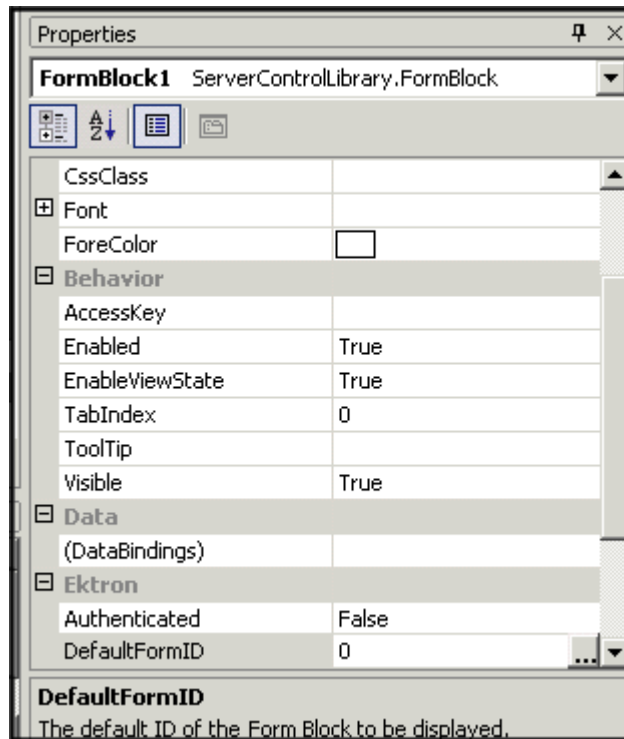 Properties
FormBlock1 ServerControlLibrary.FormBlock
CssClass
Font
ForeColor
Behavior
AccessKey
Enabled True
EnableViewState True
TabIndex 0
ToolTip
Visible True
Data
(DataBindings)
Ektron
Authenticated False
DefaultFormID 0 ...
DefaultFormID
The default ID of the Form Block to be displayed.